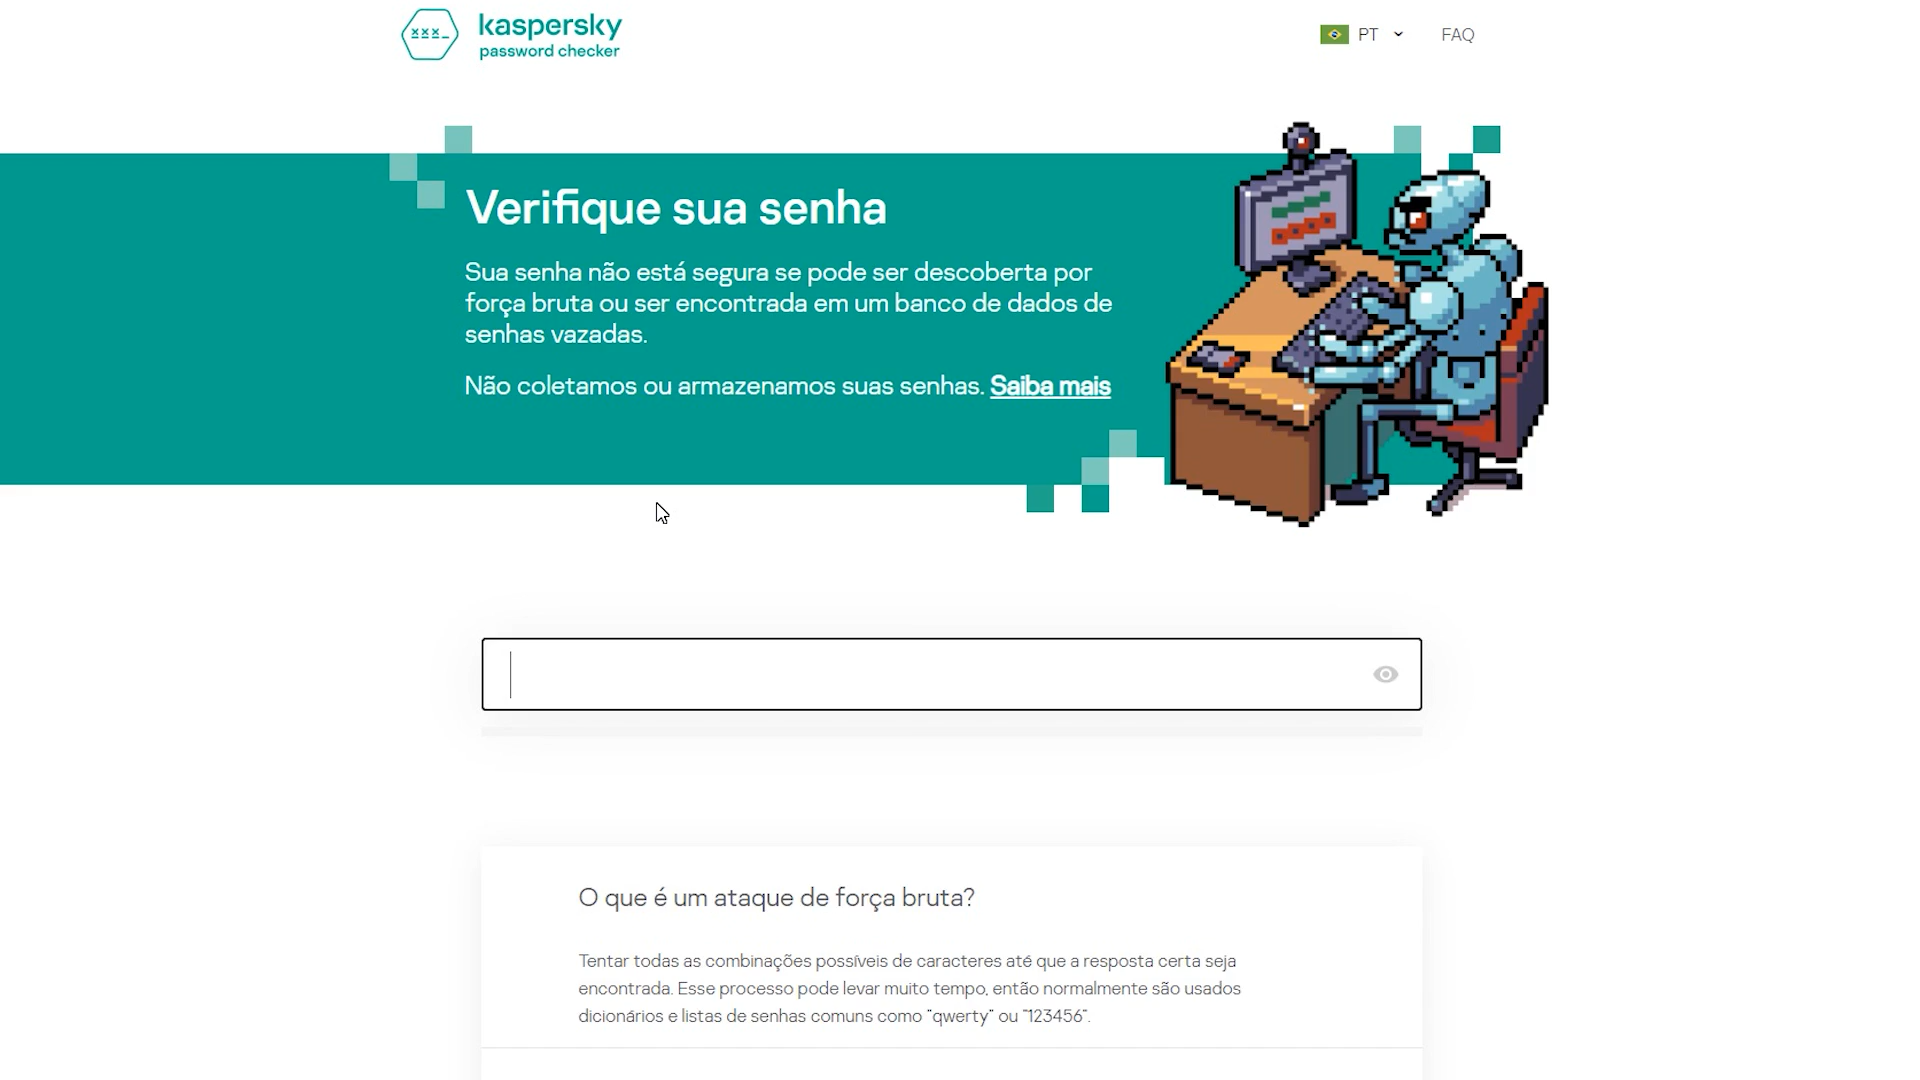 xxx_
kaspersky
password checker
PT
FAQ
Verifique sua senha
Sua senha não está segura se pode ser descoberta por
força bruta ou ser encontrada em um banco de dados de
senhas vazadas.
Não coletamos ou armazenamos suas senhas. Saiba mais
O que é um ataque de força bruta?
Tentar todas as combinações possíveis de caracteres até que a resposta certa seja
encontrada. Esse processo pode levar muito tempo, então normalmente são usados
dicionários e listas de senhas comuns como "qwerty" ou "123456".